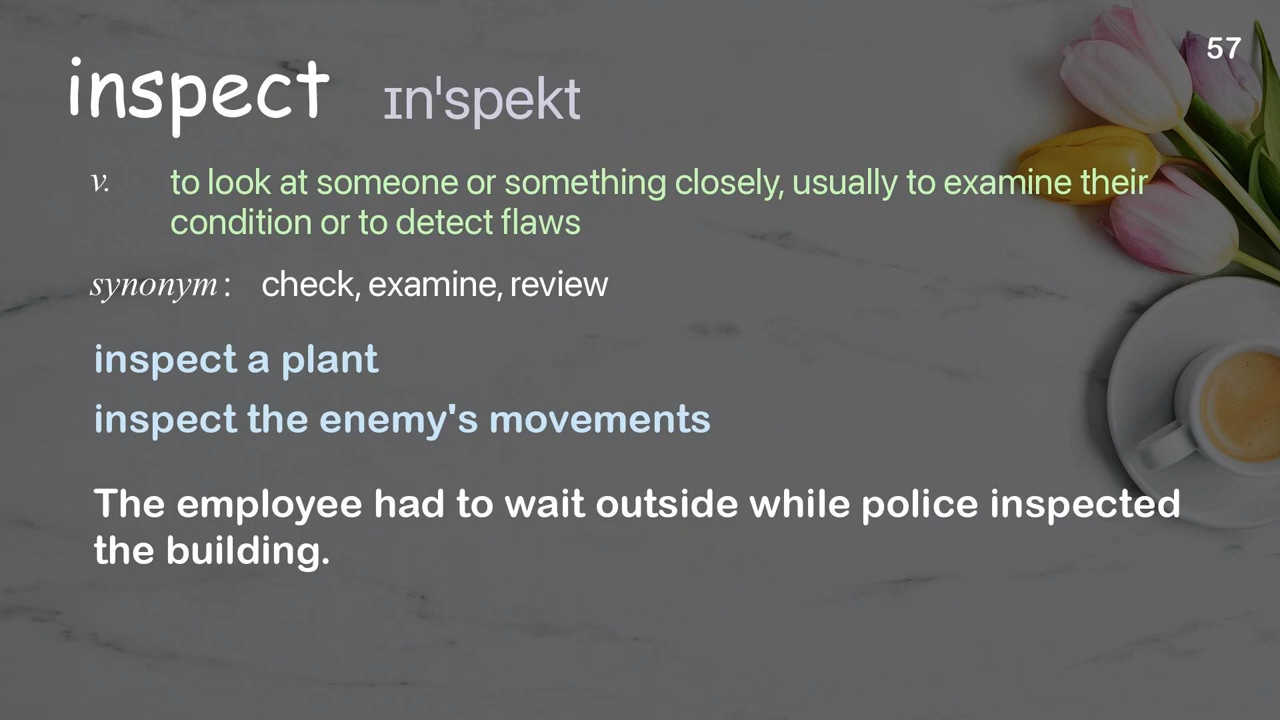 57
inspect ɪn'spekt
v. to look at someone or something closely, usually to examine their
condition or to detect flaws
synonym: check, examine, review
inspect a plant
inspect the enemy's movements
The employee had to wait outside while police inspected
the building.